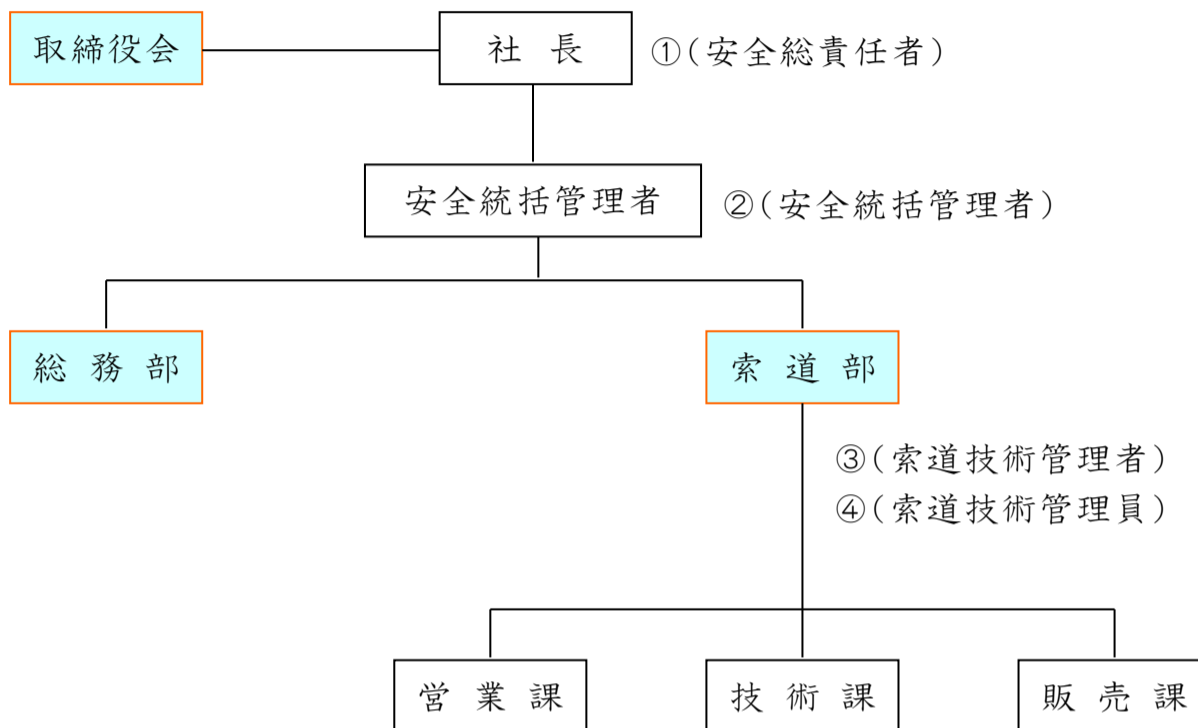 取締役会
社長
①(安全総責任者)
安全統括管理者
②(安全統括管理者)
総務部
索道部
③(索道技術管理者)
④(索道技術管理員)
営業課
技術課
販売課